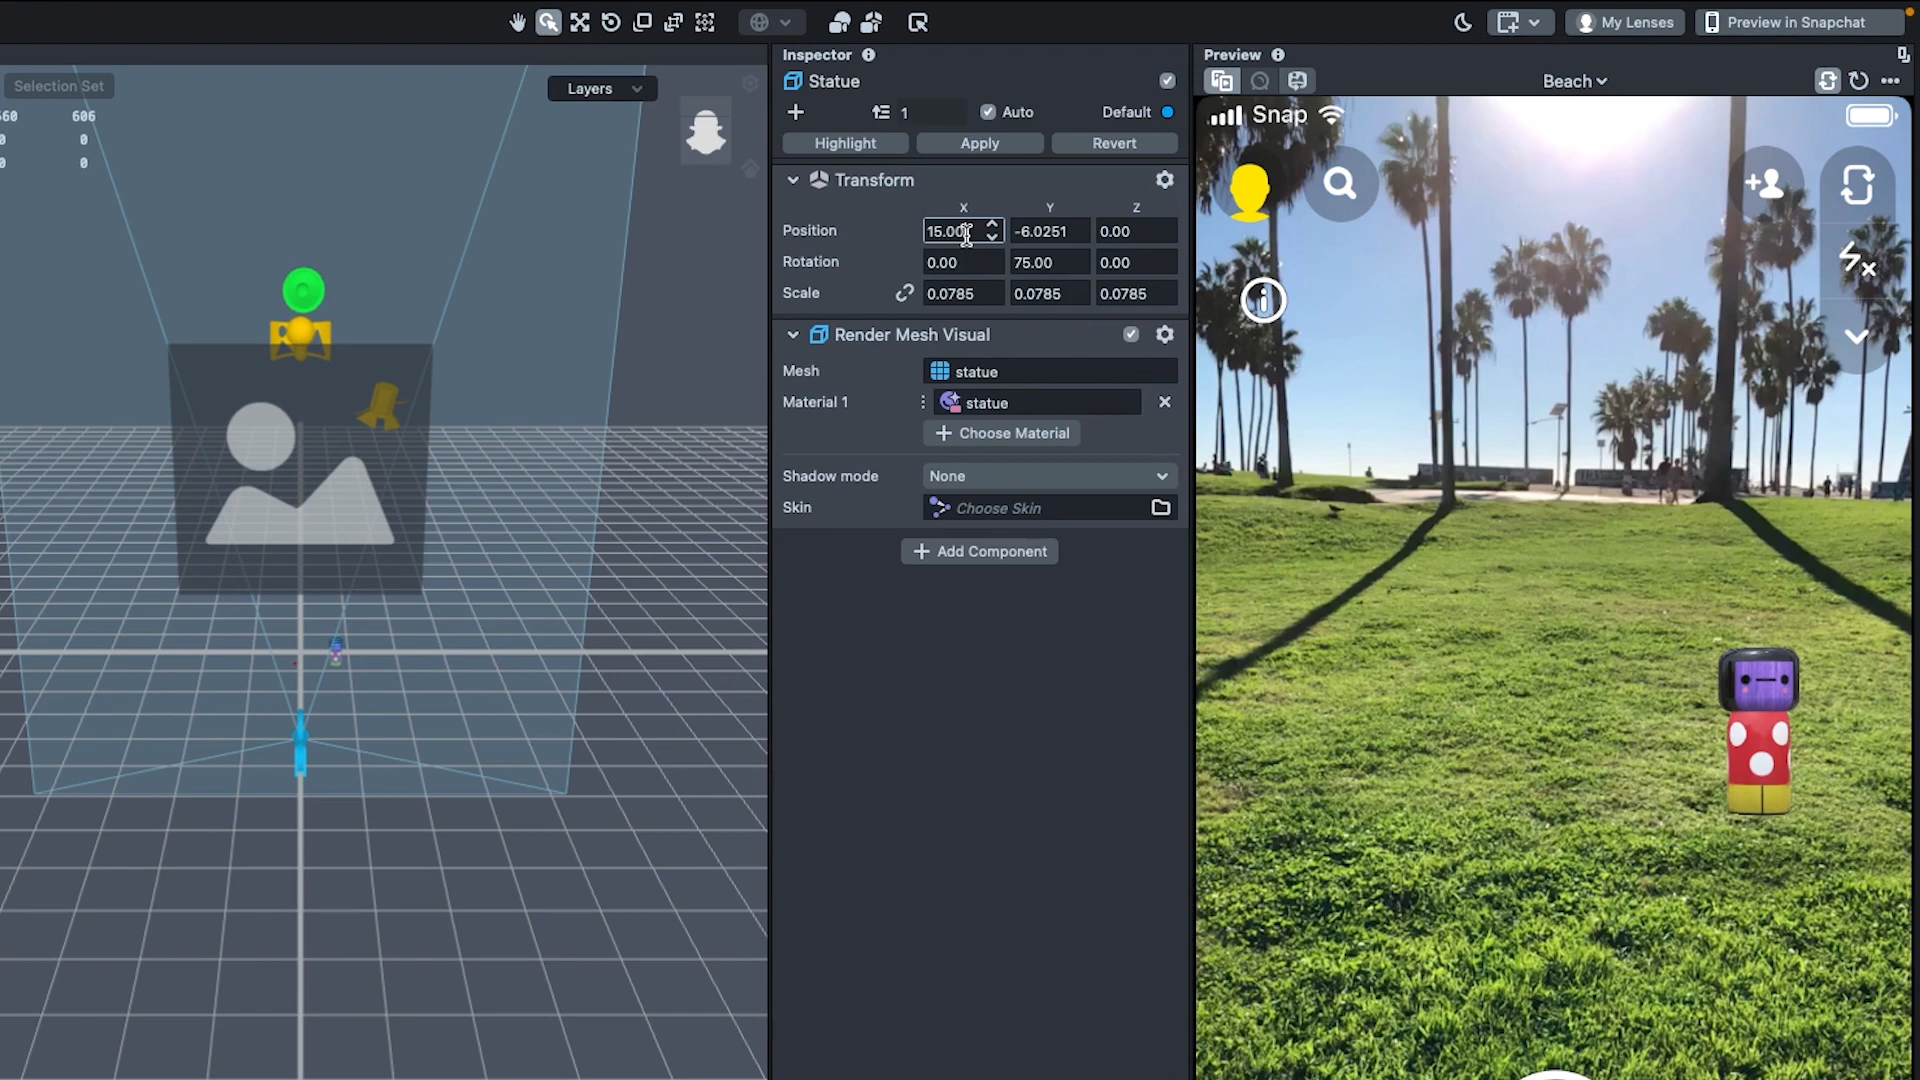 My Lenses
Preview in Snapchat
Selection Set
Layers
606
0
0
Inspector
Statue
1
Auto
Default
Highlight
Apply
Revert
Transform
X Y Z
Position -6.0251 0.00
Rotation 0.00 75.00 0.00
Scale 0.0785 0.0785 0.0785
Render Mesh Visual
Mesh statue
Material 1 statue
Choose Material
Shadow mode None
Skin Choose Skin
Add Component
Preview
Beach
Snap